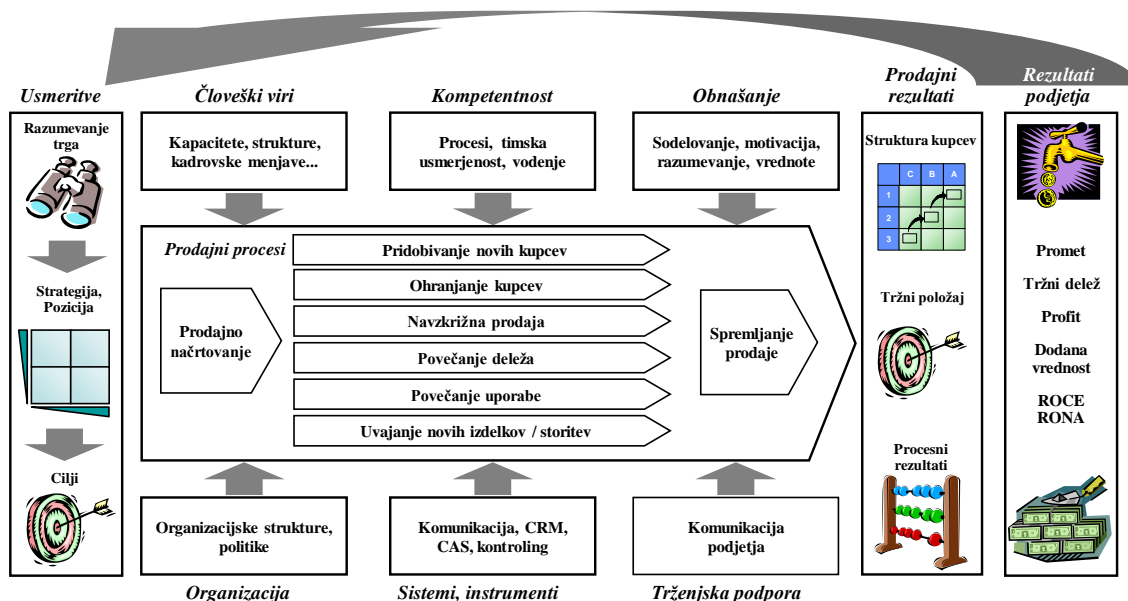 Usmeritve
Razumevanje
trga
Strategija,
Pozicija
Cilji
Človeški viri
Kapacitete, strukture,
kadrovske menjave...
Kompetentnost
Procesi, timska
usmerjenost, vodenje
Obnašanje
Sodelovanje, motivacija,
razumevanje, vrednote
Prodajni procesi
Prodajno
načrtovanje
Pridobivanje novih kupcev
Ohranjanje kupcev
Navzkrižna prodaja
Povečanje deleža
Povečanje uporabe
Uvajanje novih izdelkov / storitev
Spremljanje
prodaje
Organizacijske strukture,
politike
Organizacija
Komunikacija, CRM,
CAS, kontroling
Sistemi, instrumenti
Komunikacija
podjetja
Trženjska podpora
Prodajni
rezultati
Struktura kupcev
C B A
1
2
3
Tržni položaj
Procesni
rezultati
Rezultati
podjetja
Promet
Tržni delež
Profit
Dodana
vrednost
ROCE
RONA